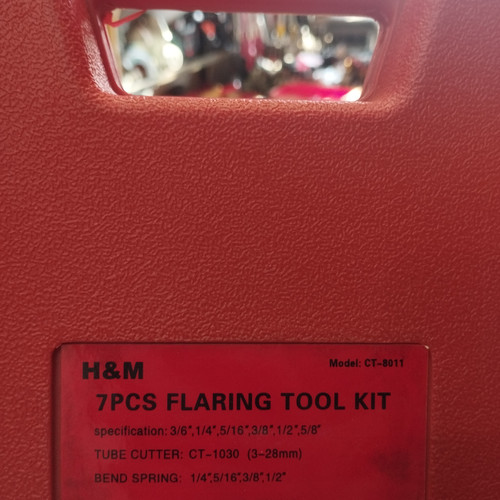 H&M
Model: CT-8011
7PCS FLARING TOOL KIT
specification: 3/6",1/4",5/16",3/8",1/2",5/8"
TUBE CUTTER: CT-1030 (3-28mm)
BEND SPRING: 1/4",5/16",3/8",1/2"